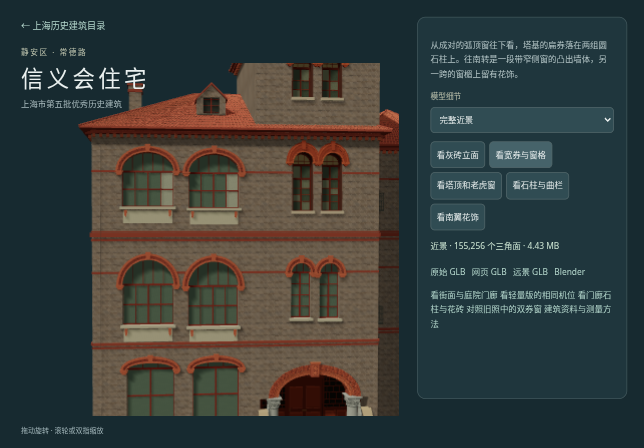 ← 上海历史建筑目录
静安区 · 常德路
信义会住宅
上海市第五批优秀历史建筑
拖动旋转 · 滚轮或双指缩放
从成对的弧顶窗往下看，塔基的扁券落在两组圆
石柱上。往南转是一段带窄侧窗的凸出墙体，另
一跨的窗楣上留有花饰。
模型细节
完整近景
看灰砖立面
看宽券与窗格
看塔顶和老虎窗
看石柱与曲栏
看南翼花饰
近景 · 155,256 个三角面 · 4.43 MB
原始 GLB 网页 GLB 远景 GLB Blender
看街面与庭院门廊 看轻量版的相同机位 看门廊石
柱与花砖 对照旧照中的双券窗 建筑资料与测量方
法